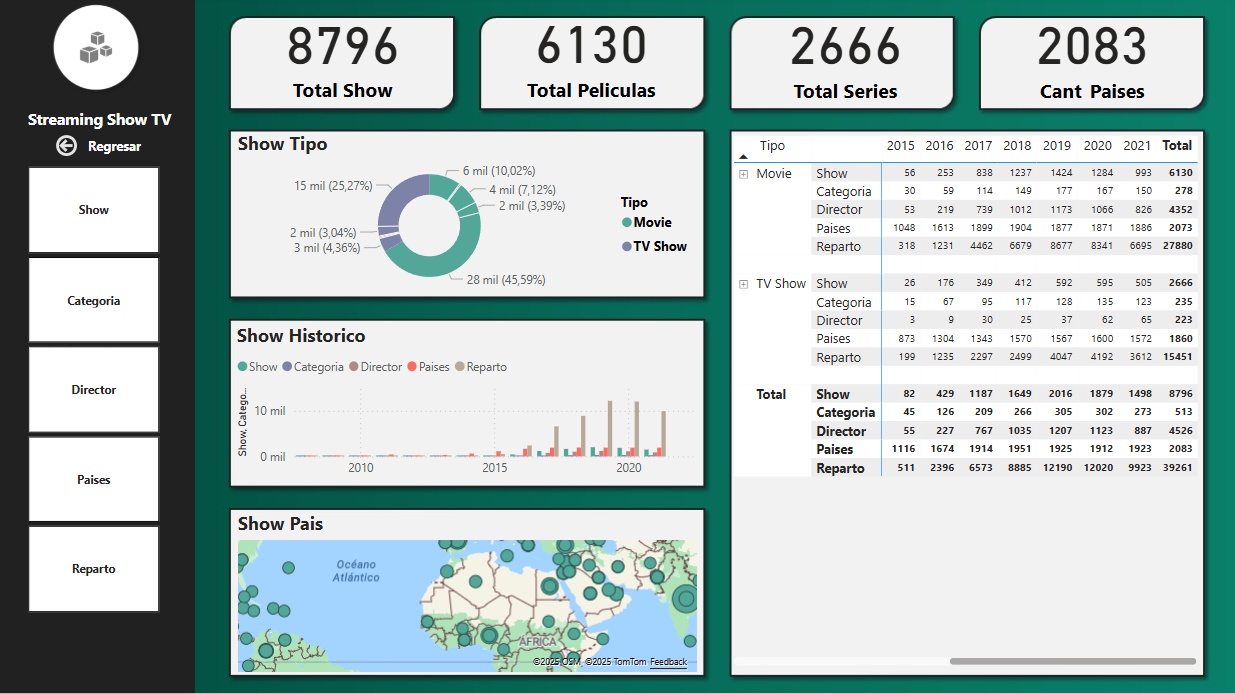 Streaming Show TV
Regresar
Show
Categoria
Director
Paises
Reparto
8796
Total Show
6130
Total Peliculas
2666
Total Series
2083
Cant Paises
Show Tipo
6 mil (10,02%)
4 mil (7,12%)
2 mil (3,39%)
28 mil (45,59%)
3 mil (4,36%)
2 mil (3,04%)
15 mil (25,27%)
Tipo
Movie
TV Show
Show Historico
Show Categoria Director Paises Reparto
Show, Catego...
10 mil
0 mil
2010 2015 2020
Show Pais
Océano
Atlántico
ÁFRICA
©2025 OSM, ©2025 TomTom Feedback
Tipo 2015 2016 2017 2018 2019 2020 2021 Total
Movie Show 56 253 838 1237 1424 1284 993 6130
Categoria 30 59 114 149 177 167 150 278
Director 53 219 739 1012 1173 1066 826 4352
Paises 1048 1613 1899 1904 1877 1871 1886 2073
Reparto 318 1231 4462 6679 8677 8341 6695 27880
TV Show Show 26 176 349 412 592 595 505 2666
Categoria 15 67 95 117 128 135 123 235
Director 3 9 30 25 37 62 65 223
Paises 873 1304 1343 1570 1567 1600 1572 1860
Reparto 199 1235 2297 2499 4047 4192 3612 15451
Total Show 82 429 1187 1649 2016 1879 1498 8796
Categoria 45 126 209 266 305 302 273 513
Director 55 227 767 1035 1207 1123 887 4526
Paises 1116 1674 1914 1951 1925 1912 1923 2083
Reparto 511 2396 6573 8885 12190 12020 9923 39261